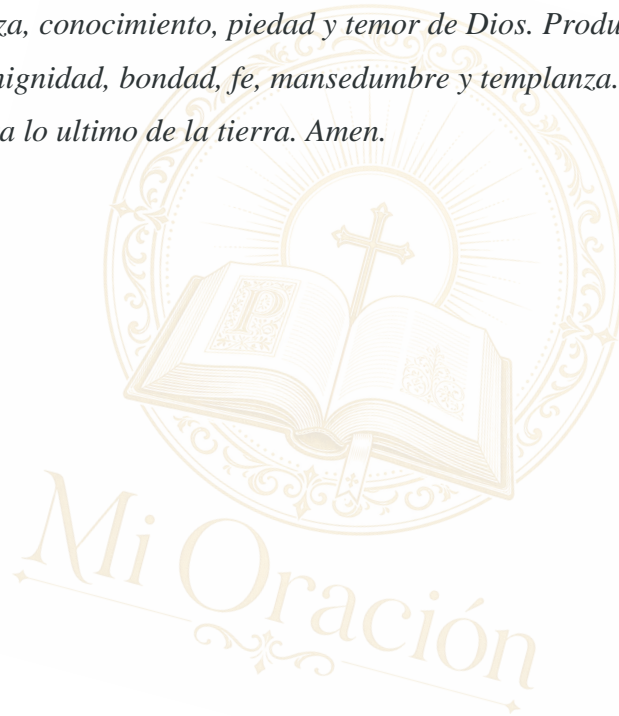 za, conocimiento, piedad y temor de Dios. Produ
nignidad, bondad, fe, mansedumbre y templanza.
a lo ultimo de la tierra. Amen.
P
Mi Oración